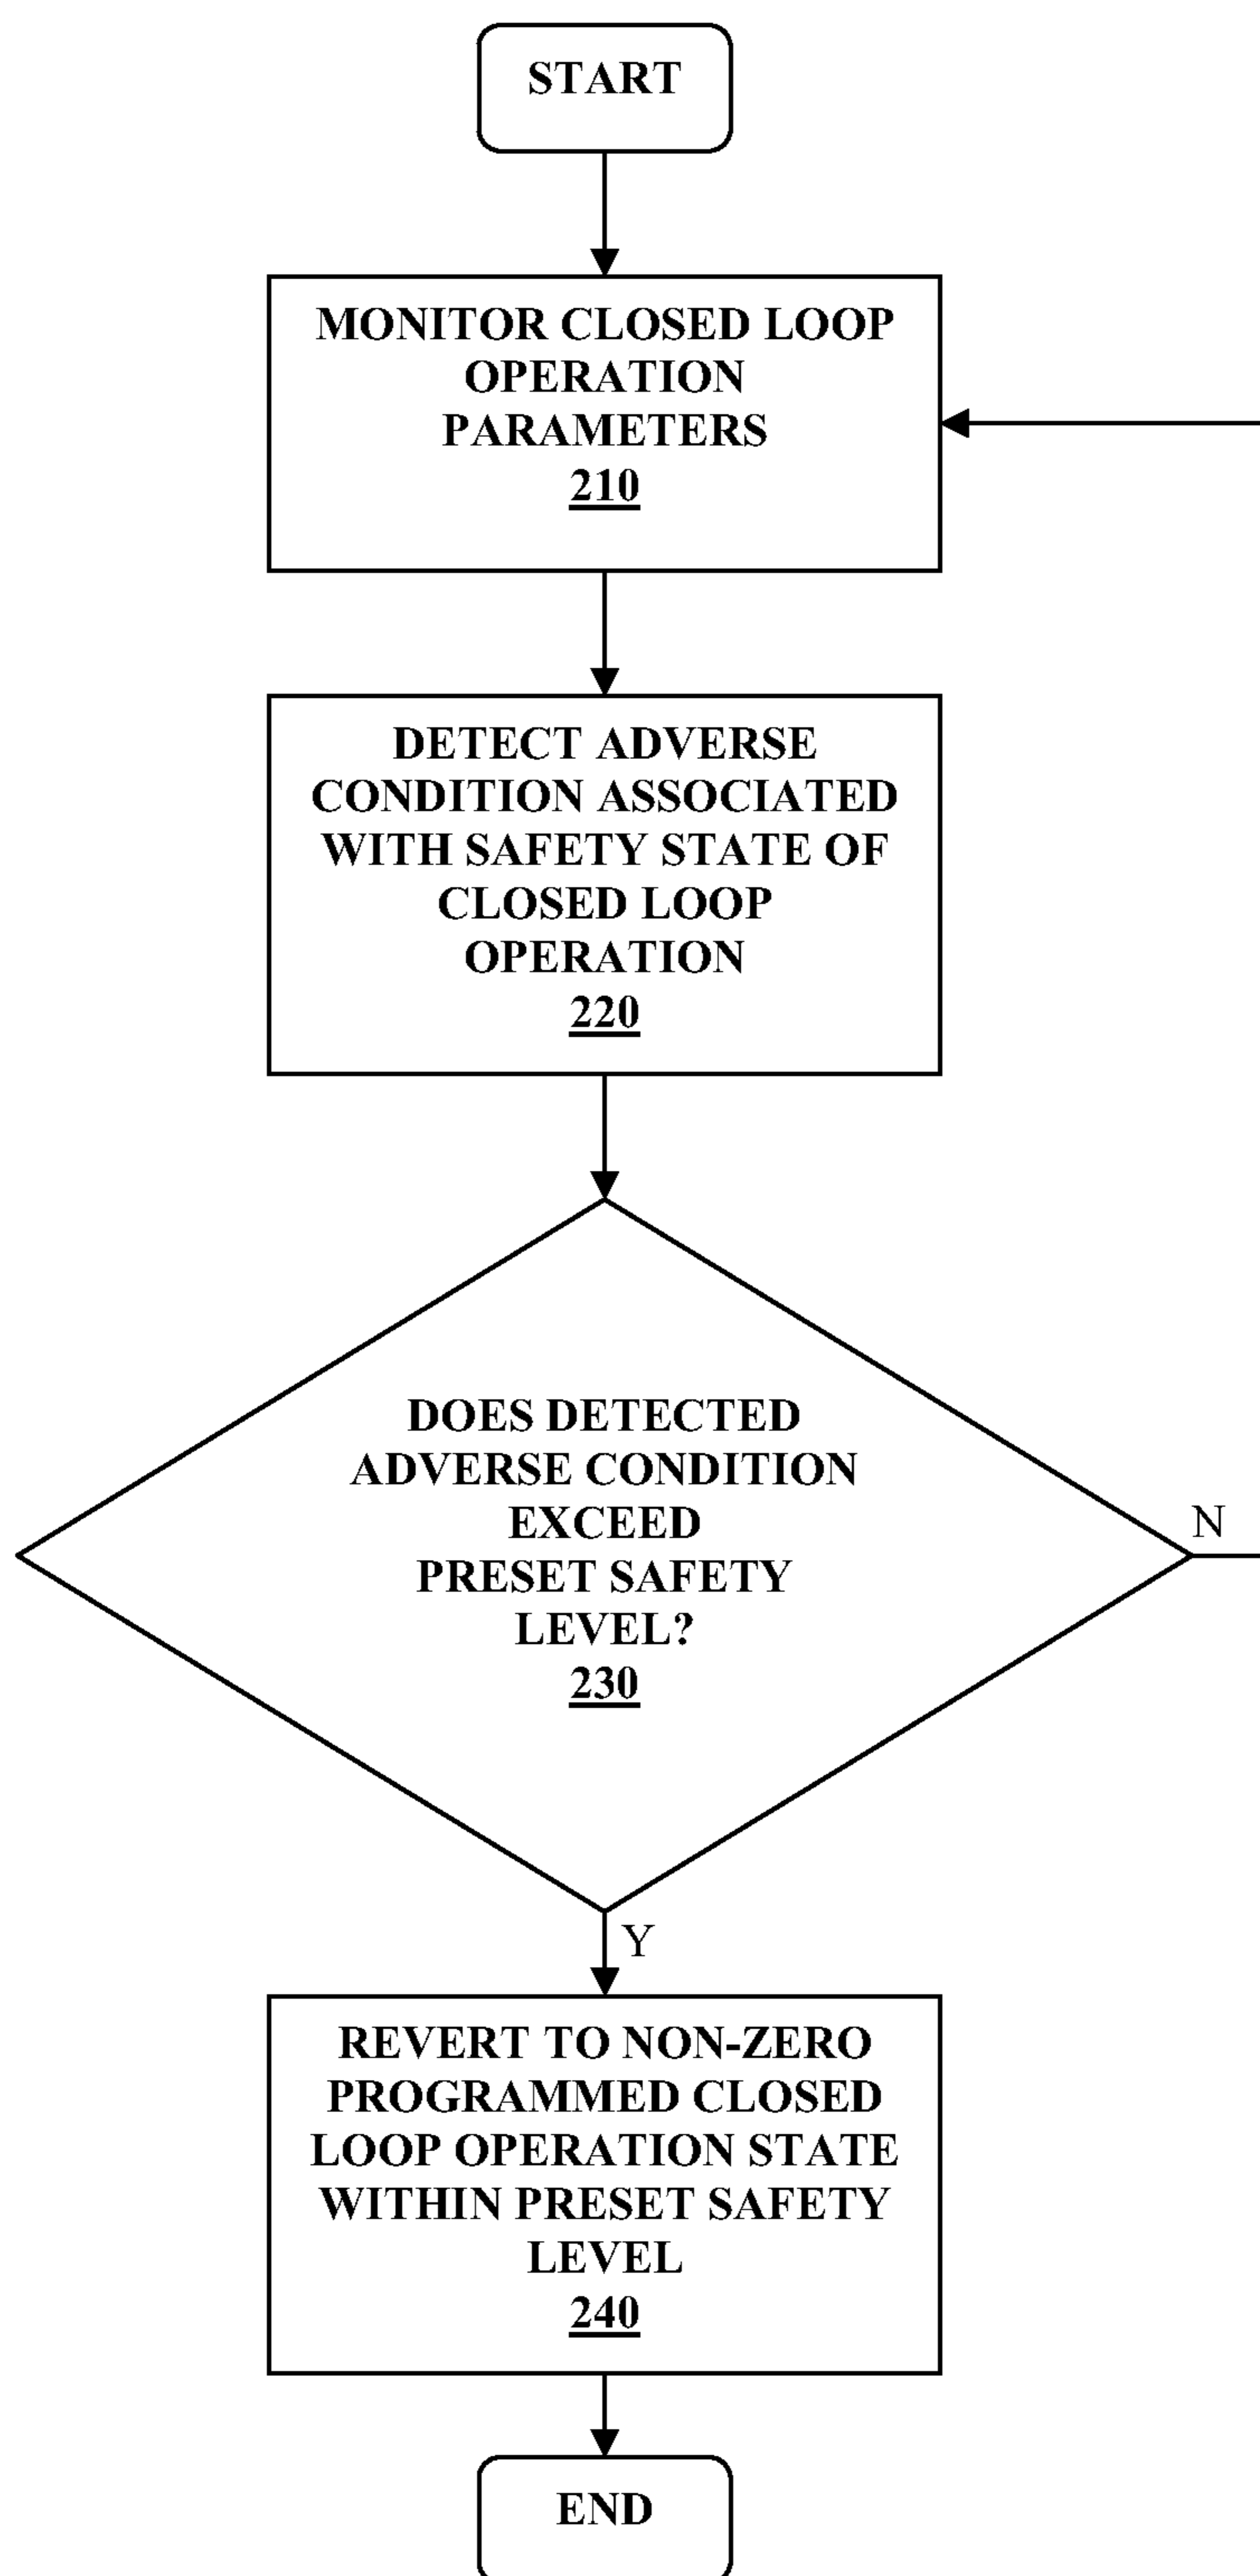 START
MONITOR CLOSED LOOP
OPERATION
PARAMETERS
210
DETECT ADVERSE
CONDITION ASSOCIATED
WITH SAFETY STATE OF
CLOSED LOOP
OPERATION
220
DOES DETECTED
ADVERSE CONDITION
EXCEED
PRESET SAFETY
LEVEL?
230
N
Y
REVERT TO NON-ZERO
PROGRAMMED CLOSED
LOOP OPERATION STATE
WITHIN PRESET SAFETY
LEVEL
240
END